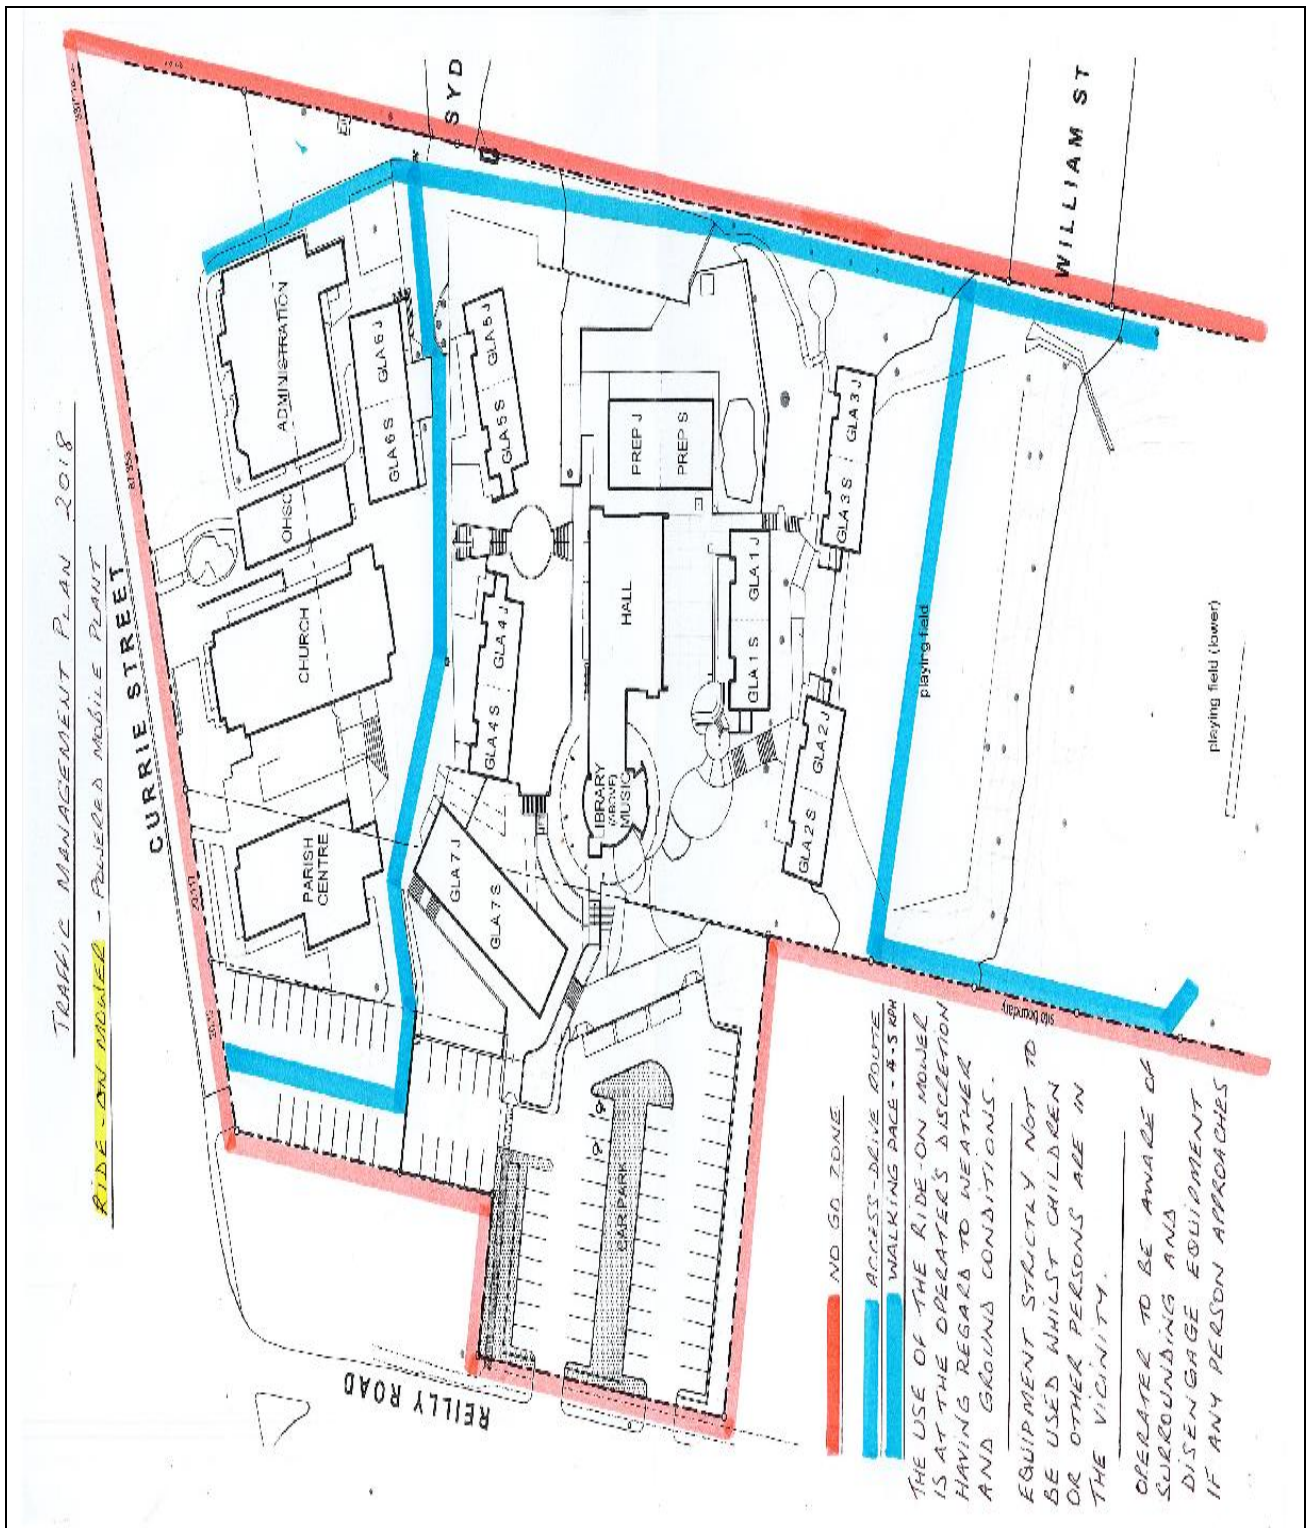 TRAFFIC MANAGEMENT PLAN 2018
RIDE-ON MOWER - POWERED MOBILE PLANT
CURRIE STREET
SYD
WILLIAM ST
REILLY ROAD
ADMINISTRATION
OHSC
CHURCH
PARISH
CENTRE
GLA 6 S
GLA 6 J
GLA 5 S
GLA 5 J
GLA 4 S
GLA 4 J
GLA 7 J
GLA 7 S
PREP J
PREP S
HALL
LIBRARY
(ABOVE)
MUSIC
GLA 1 S
GLA 1 J
GLA 2 S
GLA 2 J
GLA 3 S
GLA 3 J
playing field
playing field (lower)
site boundary
CAR PARK
NO GO ZONE
ACCESS-DRIVE ROUTE
WALKING PACE - 4-5 KPH
THE USE OF THE RIDE-ON MOWER
IS AT THE OPERATER'S DISCRETION
HAVING REGARD TO WEATHER
AND GROUND CONDITIONS.
EQUIPMENT STRICTLY NOT TO
BE USED WHILST CHILDREN
OR OTHER PERSONS ARE IN
THE VICINITY.
OPERATER TO BE AWARE OF
SURROUNDING AND
DISENGAGE EQUIPMENT
IF ANY PERSON APPROACHES